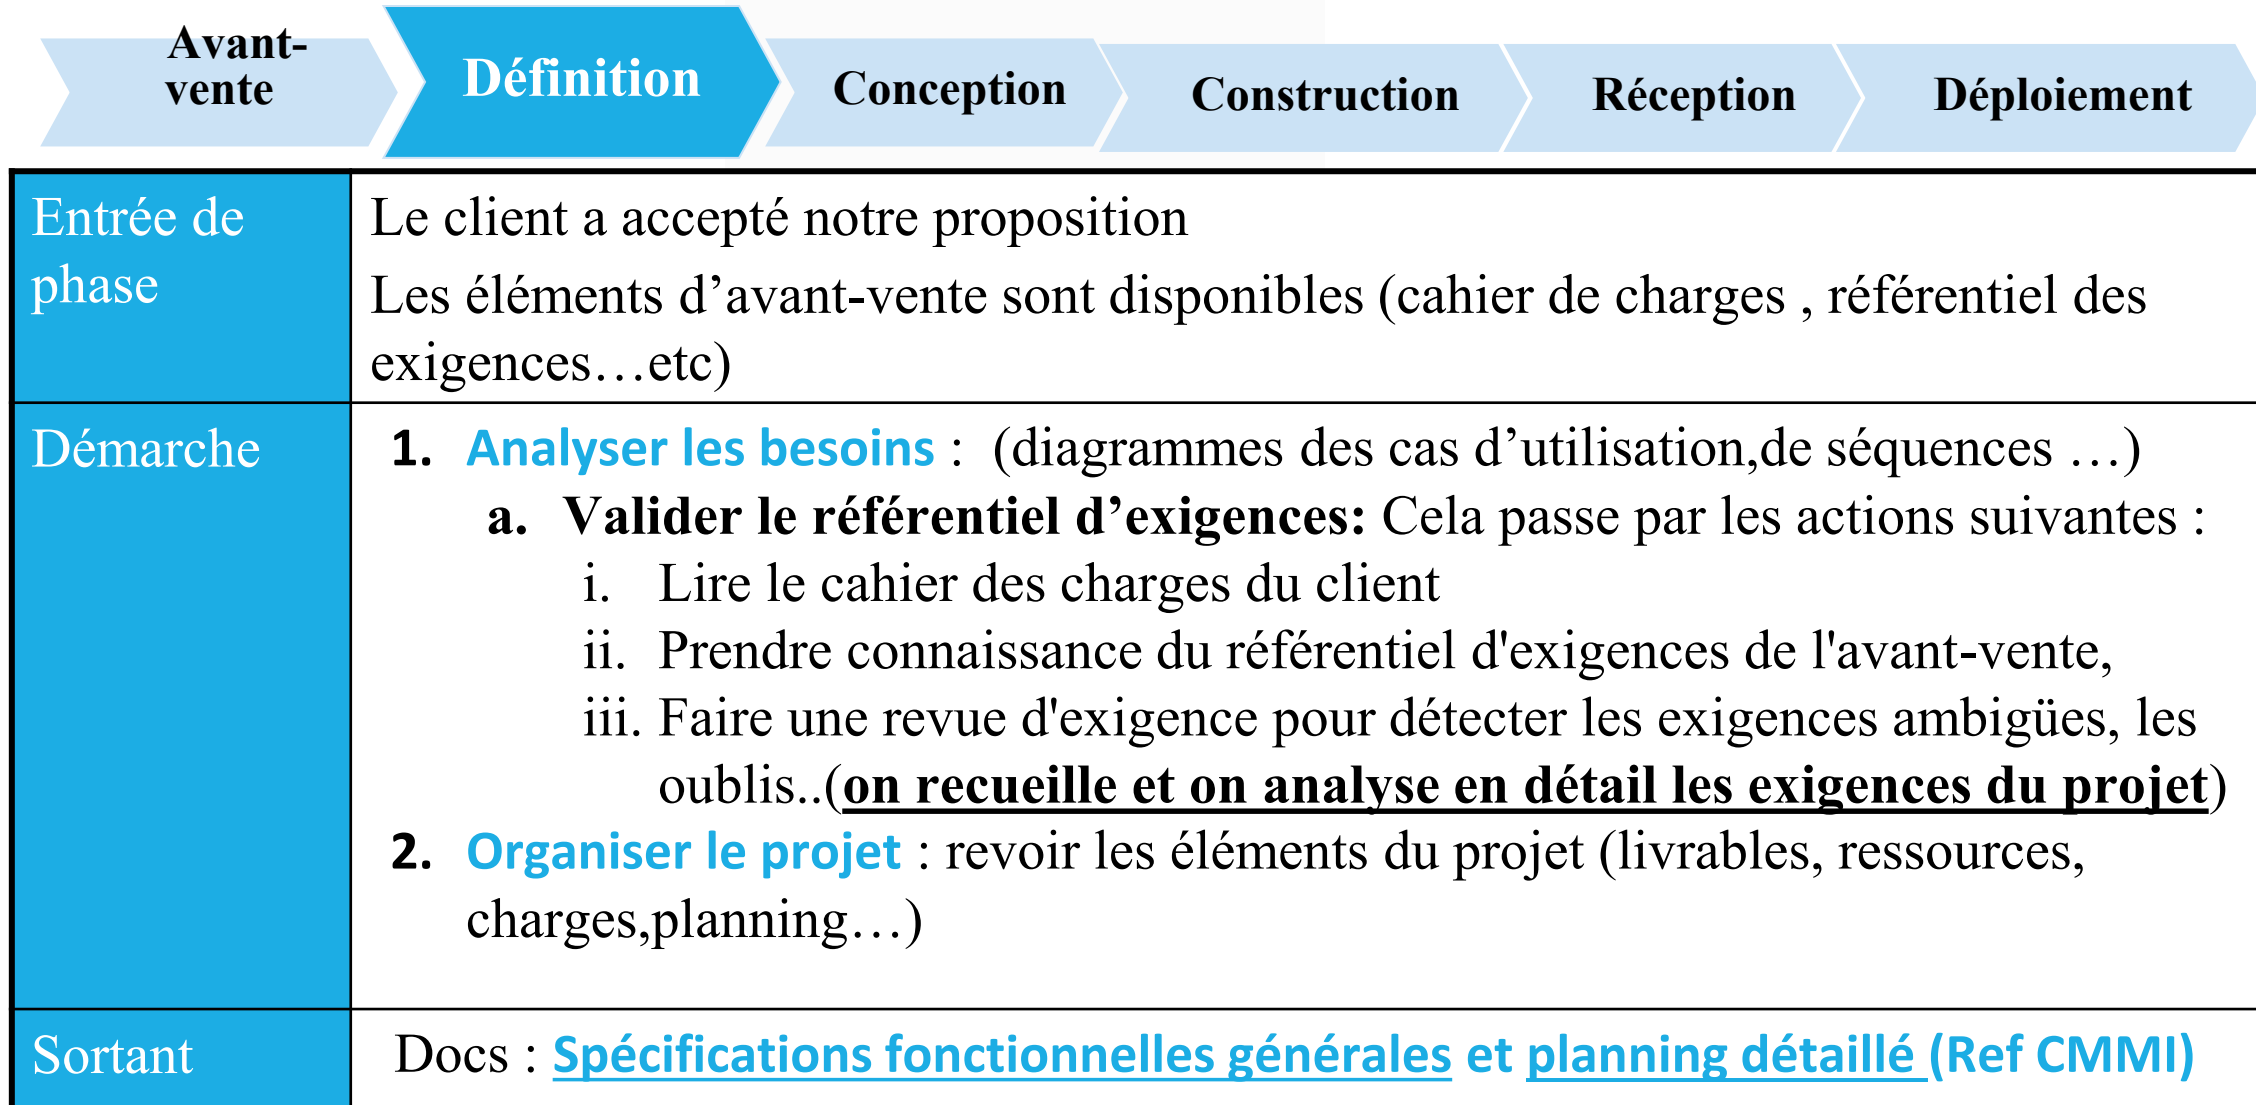 Avant-
vente
Définition
Conception
Construction
Réception
Déploiement
Entrée de
phase
Le client a accepté notre proposition
Les éléments d’avant-vente sont disponibles (cahier de charges , référentiel des
exigences…etc)
Démarche
1. Analyser les besoins : (diagrammes des cas d’utilisation,de séquences …)
a. Valider le référentiel d’exigences: Cela passe par les actions suivantes :
i. Lire le cahier des charges du client
ii. Prendre connaissance du référentiel d'exigences de l'avant-vente,
iii. Faire une revue d'exigence pour détecter les exigences ambigües, les
oublis..(on recueille et on analyse en détail les exigences du projet)
2. Organiser le projet : revoir les éléments du projet (livrables, ressources,
charges,planning…)
Sortant
Docs : Spécifications fonctionnelles générales et planning détaillé (Ref CMMI)